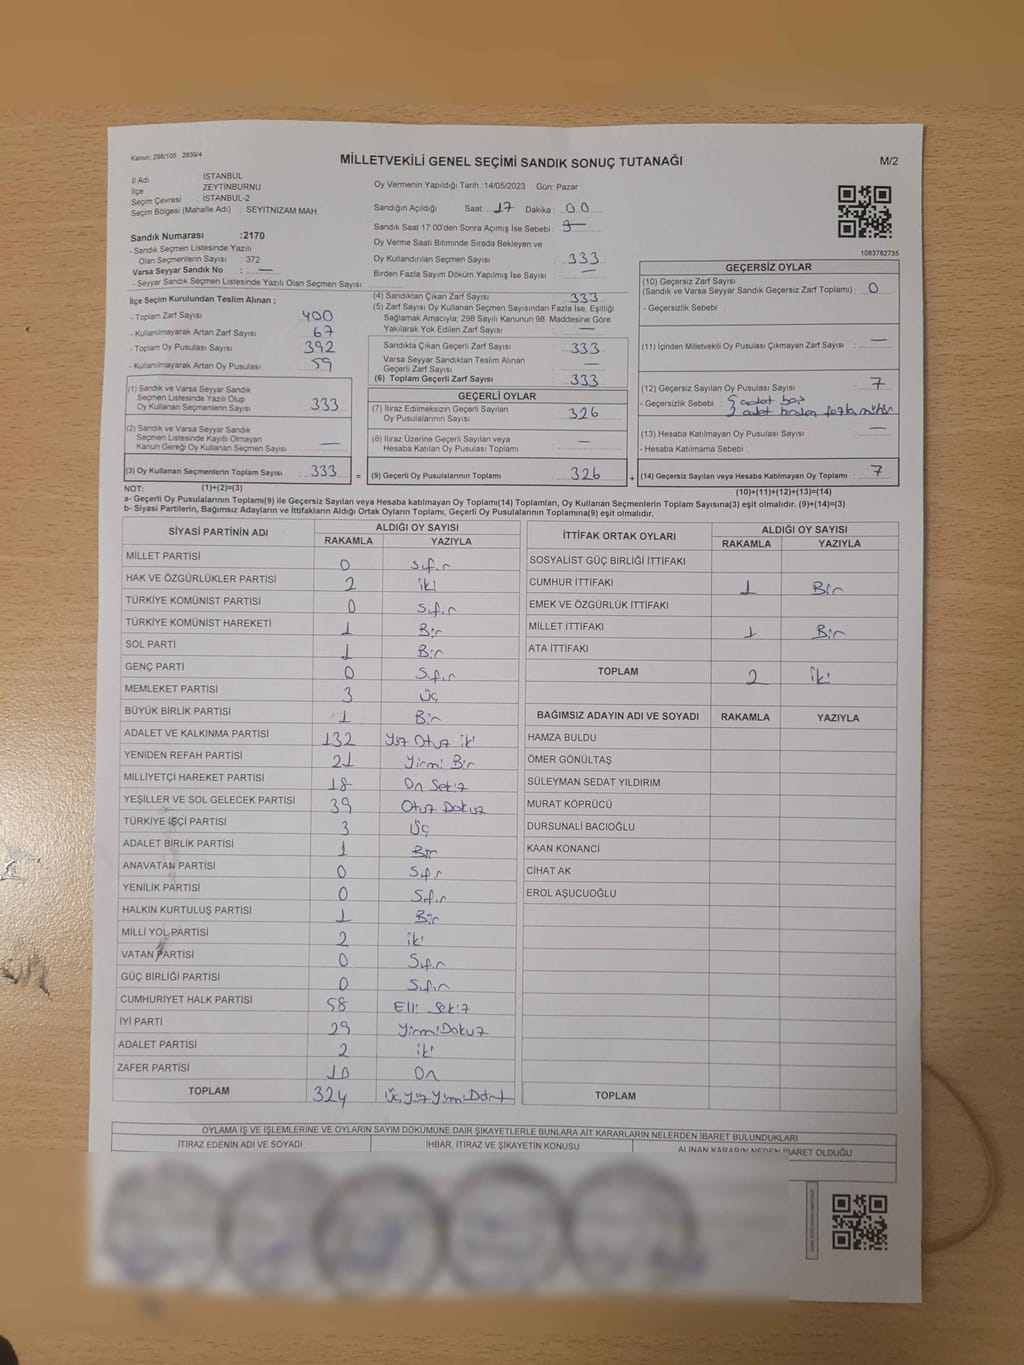 Kanun: 298/105 , 2839/4
MİLLETVEKİLİ GENEL SEÇİMİ SANDIK SONUÇ TUTANAĞI
M/2
İl Adı : İSTANBUL
İlçe : ZEYTİNBURNU
Seçim Çevresi : İSTANBUL-2
Seçim Bölgesi (Mahalle Adı) : SEYİTNİZAM MAH.
Oy Vermenin Yapıldığı Tarih :14/05/2023 Gün: Pazar
Sandığın Açıldığı Saat: 17 Dakika : 00
Sandık Saat 17.00'den Sonra Açımış İse Sebebi :
Oy Verme Saati Bitiminde Sırada Bekleyen ve
Oy Kullandırılan Seçmen Sayısı : 333
Birden Fazla Sayım Döküm Yapılmış İse Sayısı : —
Sandık Numarası :2170
- Sandık Seçmen Listesinde Yazılı
Olan Seçmenlerin Sayısı : 372
Varsa Seyyar Sandık No : —
- Seyyar Sandık Seçmen Listesinde Yazılı Olan Seçmen Sayısı:
1083782735
İlçe Seçim Kurulundan Teslim Alınan ;
- Toplam Zarf Sayısı : 400
- Kullanılmayarak Artan Zarf Sayısı : 67
- Toplam Oy Pusulası Sayısı : 392
- Kullanılmayarak Artan Oy Pusulası : 59
(4) Sandıktan Çıkan Zarf Sayısı : 333
(5) Zarf Sayısı Oy Kullanan Seçmen Sayısından Fazla İse, Eşitliği
Sağlamak Amacıyla; 298 Sayılı Kanunun 98. Maddesine Göre
Yakılarak Yok Edilen Zarf Sayısı : —
Sandıkta Çıkan Geçerli Zarf Sayısı : 333
Varsa Seyyar Sandıktan Teslim Alınan
Geçerli Zarf Sayısı : —
(6) Toplam Geçerli Zarf Sayısı : 333
GEÇERSİZ OYLAR
(10) Geçersiz Zarf Sayısı
(Sandık ve Varsa Seyyar Sandık Geçersiz Zarf Toplamı) : 0
- Geçersizlik Sebebi :
(11) İçinden Milletvekili Oy Pusulası Çıkmayan Zarf Sayısı : —
(12) Geçersiz Sayılan Oy Pusulası Sayısı : 7
- Geçersizlik Sebebi : 5 adet boş
2 adet birden fazla mühür
(13) Hesaba Katılmayan Oy Pusulası Sayısı : —
- Hesaba Katılmama Sebebi :
(14) Geçersiz Sayılan veya Hesaba Katılmayan Oy Toplamı : 7
(10)+(11)+(12)+(13)=(14)
(1) Sandık ve Varsa Seyyar Sandık
Seçmen Listesinde Yazılı Olup
Oy Kullanan Seçmenlerin Sayısı : 333
(2) Sandık ve Varsa Seyyar Sandık
Seçmen Listesinde Kayıtlı Olmayan
Kanun Gereği Oy Kullanan Seçmen Sayısı : —
(3) Oy Kullanan Seçmenlerin Toplam Sayısı : 333 =
GEÇERLİ OYLAR
(7) İtiraz Edilmeksizin Geçerli Sayılan
Oy Pusulalarının Sayısı : 326
(8) İtiraz Üzerine Geçerli Sayılan veya
Hesaba Katılan Oy Pusulası Toplamı : —
(9) Geçerli Oy Pusulalarının Toplamı : 326 +
NOT: (1)+(2)=(3)
a- Geçerli Oy Pusulalarının Toplamı(9) ile Geçersiz Sayılan veya Hesaba katılmayan Oy Toplamı(14) Toplamları, Oy Kullanan Seçmenlerin Toplam Sayısına(3) eşit olmalıdır. (9)+(14)=(3)
b- Siyasi Partilerin, Bağımsız Adayların ve İttifakların Aldığı Ortak Oyların Toplamı, Geçerli Oy Pusulalarının Toplamına(9) eşit olmalıdır.
SİYASİ PARTİNİN ADI ALDIĞI OY SAYISI
RAKAMLA YAZIYLA
MİLLET PARTİSİ 0 Sıfır
HAK VE ÖZGÜRLÜKLER PARTİSİ 2 iki
TÜRKİYE KOMÜNİST PARTİSİ 0 Sıfır
TÜRKİYE KOMÜNİST HAREKETİ 1 Bir
SOL PARTİ 1 Bir
GENÇ PARTİ 0 Sıfır
MEMLEKET PARTİSİ 3 üç
BÜYÜK BİRLİK PARTİSİ 1 Bir
ADALET VE KALKINMA PARTİSİ 132 Yüz Otuz iki
YENİDEN REFAH PARTİSİ 21 Yirmi Bir
MİLLİYETÇİ HAREKET PARTİSİ 18 On Sekiz
YEŞİLLER VE SOL GELECEK PARTİSİ 39 Otuz Dokuz
TÜRKİYE İŞÇİ PARTİSİ 3 Üç
ADALET BİRLİK PARTİSİ 1 Bir
ANAVATAN PARTİSİ 0 Sıfır
YENİLİK PARTİSİ 0 Sıfır
HALKIN KURTULUŞ PARTİSİ 1 Bir
MİLLİ YOL PARTİSİ 2 iki
VATAN PARTİSİ 0 Sıfır
GÜÇ BİRLİĞİ PARTİSİ 0 Sıfır
CUMHURİYET HALK PARTİSİ 58 Elli Sekiz
İYİ PARTİ 29 Yirmi Dokuz
ADALET PARTİSİ 2 iki
ZAFER PARTİSİ 10 On
TOPLAM 324 Üç Yüz Yirmi Dört
İTTİFAK ORTAK OYLARI ALDIĞI OY SAYISI
RAKAMLA YAZIYLA
SOSYALİST GÜÇ BİRLİĞİ İTTİFAKI
CUMHUR İTTİFAKI 1 Bir
EMEK VE ÖZGÜRLÜK İTTİFAKI
MİLLET İTTİFAKI 1 Bir
ATA İTTİFAKI
TOPLAM 2 İki
BAĞIMSIZ ADAYIN ADI VE SOYADI RAKAMLA YAZIYLA
HAMZA BULDU
ÖMER GÖNÜLTAŞ
SÜLEYMAN SEDAT YILDIRIM
MURAT KÖPRÜCÜ
DURSUNALİ BACIOĞLU
KAAN KONANCİ
CİHAT AK
EROL AŞUCUOĞLU
TOPLAM
OYLAMA İŞ VE İŞLEMLERİNE VE OYLARIN SAYIM DÖKÜMÜNE DAİR ŞİKAYETLERLE BUNLARA AİT KARARLARIN NELERDEN İBARET BULUNDUKLARI
İTİRAZ EDENİN ADI VE SOYADI İHBAR, İTİRAZ VE ŞİKAYETİN KONUSU ALINAN KARARIN NEDEN İBARET OLDUĞU